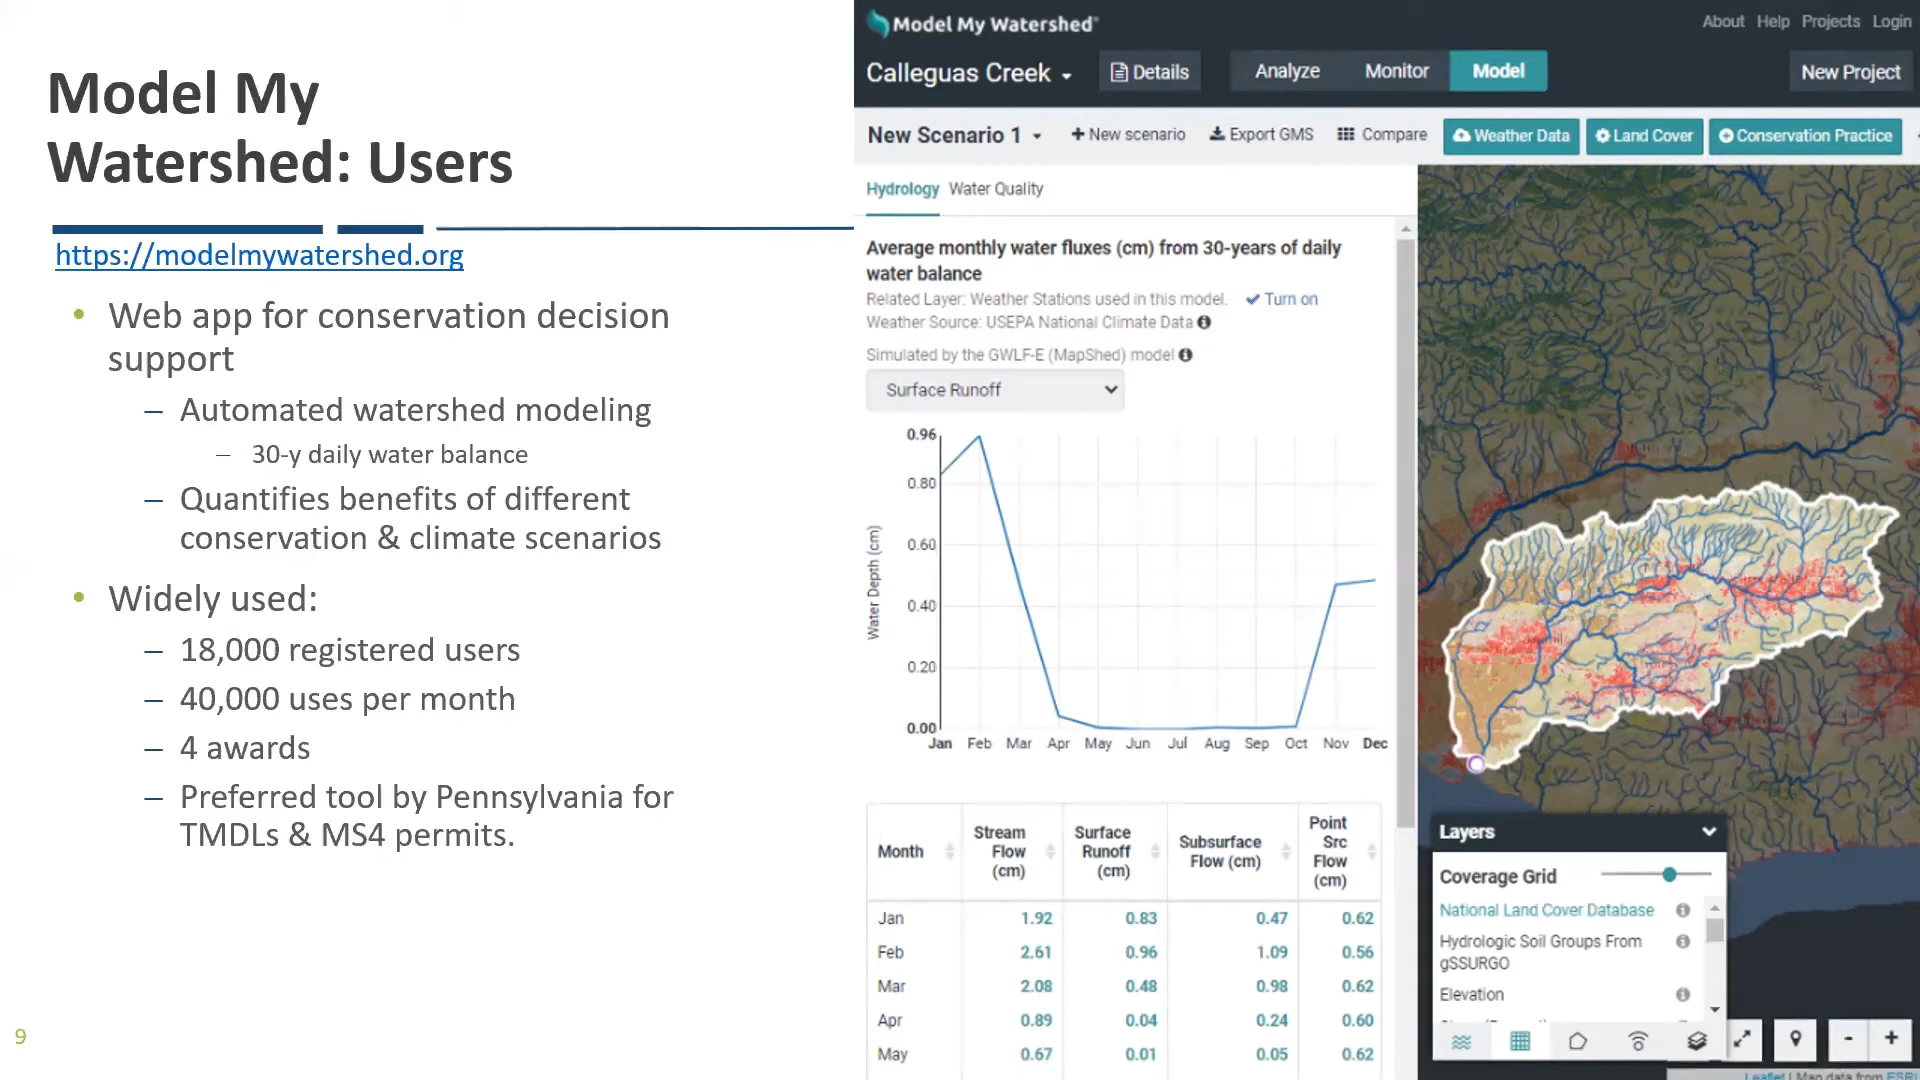 Model My
Watershed: Users
https://modelmywatershed.org
• Web app for conservation decision
support
– Automated watershed modeling
– 30-y daily water balance
– Quantifies benefits of different
conservation & climate scenarios
• Widely used:
– 18,000 registered users
– 40,000 uses per month
– 4 awards
– Preferred tool by Pennsylvania for
TMDLs & MS4 permits.
9
Model My Watershed®
About Help Projects Login
Calleguas Creek Details Analyze Monitor Model New Project
New Scenario 1 + New scenario Export GMS Compare Weather Data Land Cover Conservation Practice
Hydrology Water Quality
Average monthly water fluxes (cm) from 30-years of daily
water balance
Related Layer: Weather Stations used in this model. Turn on
Weather Source: USEPA National Climate Data
Simulated by the GWLF-E (MapShed) model
Surface Runoff
Water Depth (cm)
0.96
0.80
0.60
0.40
0.20
0.00
Jan Feb Mar Apr May Jun Jul Aug Sep Oct Nov Dec
Month Stream Flow (cm) Surface Runoff (cm) Subsurface Flow (cm) Point Src Flow (cm)
Jan 1.92 0.83 0.47 0.62
Feb 2.61 0.96 1.09 0.56
Mar 2.08 0.48 0.98 0.62
Apr 0.89 0.04 0.24 0.60
May 0.67 0.01 0.05 0.62
Layers
Coverage Grid
National Land Cover Database
Hydrologic Soil Groups From
gSSURGO
Elevation
- +
Leaflet | Map data from ESRI